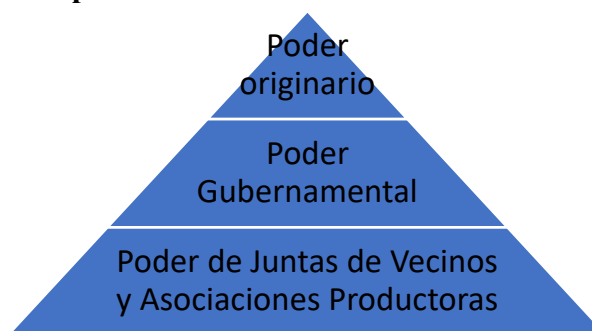 Poder
originario
Poder
Gubernamental
Poder de Juntas de Vecinos
y Asociaciones Productoras